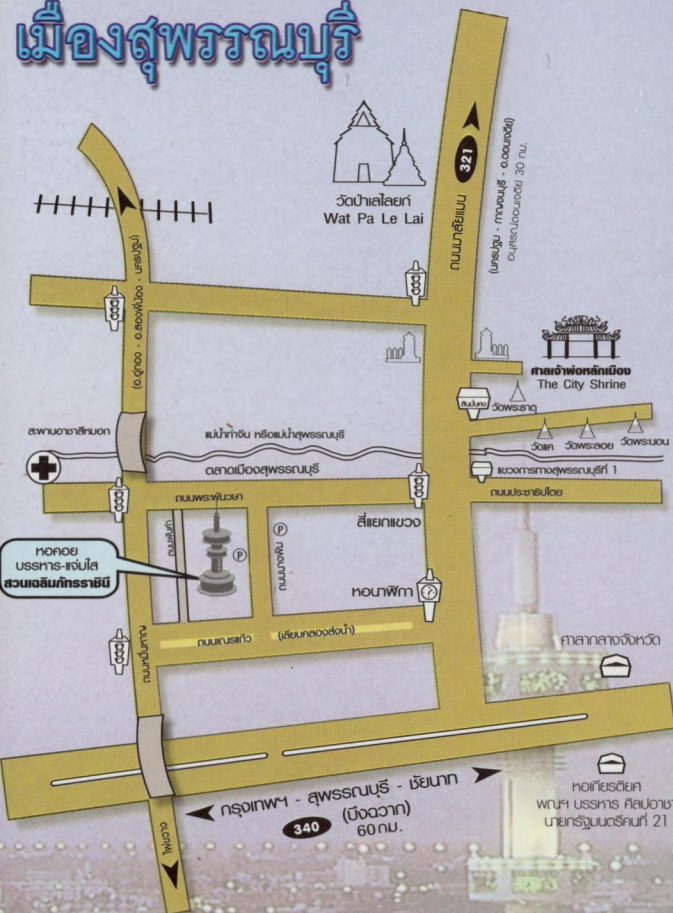 เมืองสุพรรณบุรี
321
ถนนมาลัยแมน
(นครปฐม - กาญจนบุรี - อ.ดอนเจดีย์)
อนุสรณ์ดอนเจดีย์ 30 กม.
วัดป่าเลไลยก์
Wat Pa Le Lai
(อ.อู่ทอง - อ.สองพี่น้อง - นครปฐม)
ศาลเจ้าพ่อหลักเมือง
The City Shrine
วัดพระธาตุ
วัดแค
วัดพระลอย
วัดพระนอน
สะพานอาชาสีหมอก
แม่น้ำท่าจีน หรือแม่น้ำสุพรรณบุรี
ตลาดเมืองสุพรรณบุรี
แขวงการทางสุพรรณบุรีที่ 1
ถนนพระพันวษา
ถนนประชาธิปไตย
สี่แยกแขวง
P
P
ถนนนางพิม
หอคอย
บรรหาร-แจ่มใส
สวนเฉลิมภัทรราชินี
หอนาฬิกา
ถนนหมื่นหาญ
ถนนเณรแก้ว
(เลียบคลองส่งน้ำ)
ศาลากลางจังหวัด
กรุงเทพฯ - สุพรรณบุรี - ชัยนาท
340
(บึงฉวาก)
60 กม.
หอเกียรติยศ
พณฯ บรรหาร ศิลปอาชา
นายกรัฐมนตรีคนที่ 21